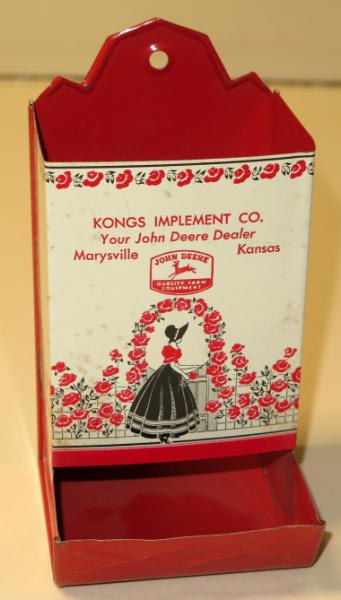 KONGS IMPLEMENT CO.
Your John Deere Dealer
Marysville Kansas
JOHN DEERE
QUALITY FARM
EQUIPMENT